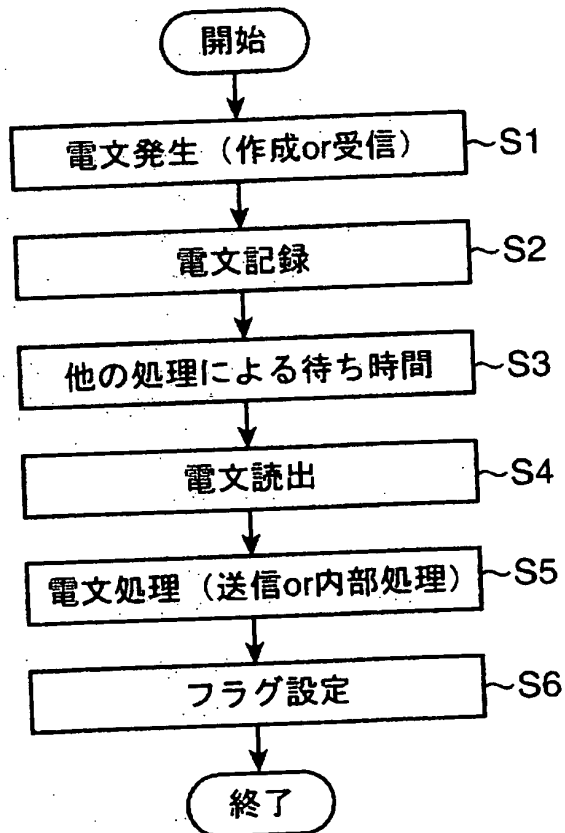 開始
電文発生（作成or受信） ~S1
電文記録 ~S2
他の処理による待ち時間 ~S3
電文読出 ~S4
電文処理（送信or内部処理） ~S5
フラグ設定 ~S6
終了